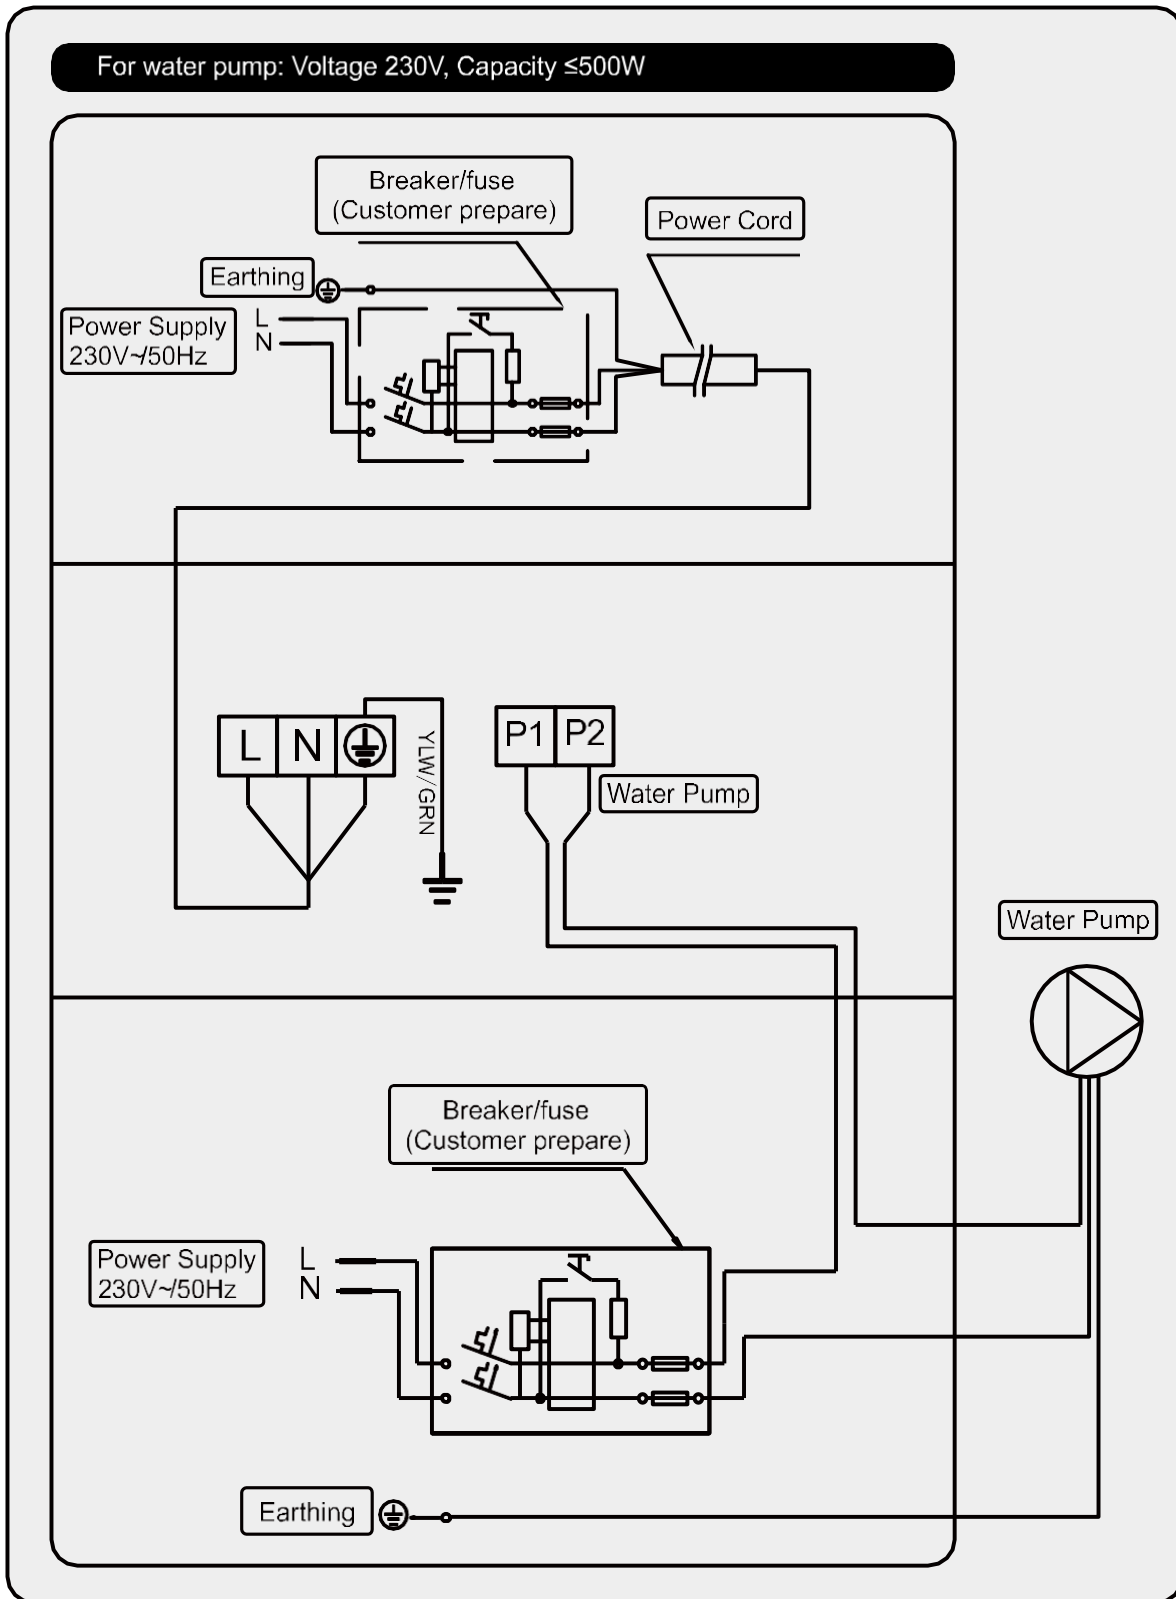 For water pump: Voltage 230V, Capacity ≤500W
Breaker/fuse
(Customer prepare)
Power Cord
Earthing
Power Supply
230V~/50Hz
L
N
L N
YLW/GRN
P1 P2
Water Pump
Water Pump
Breaker/fuse
(Customer prepare)
Power Supply
230V~/50Hz
L
N
Earthing